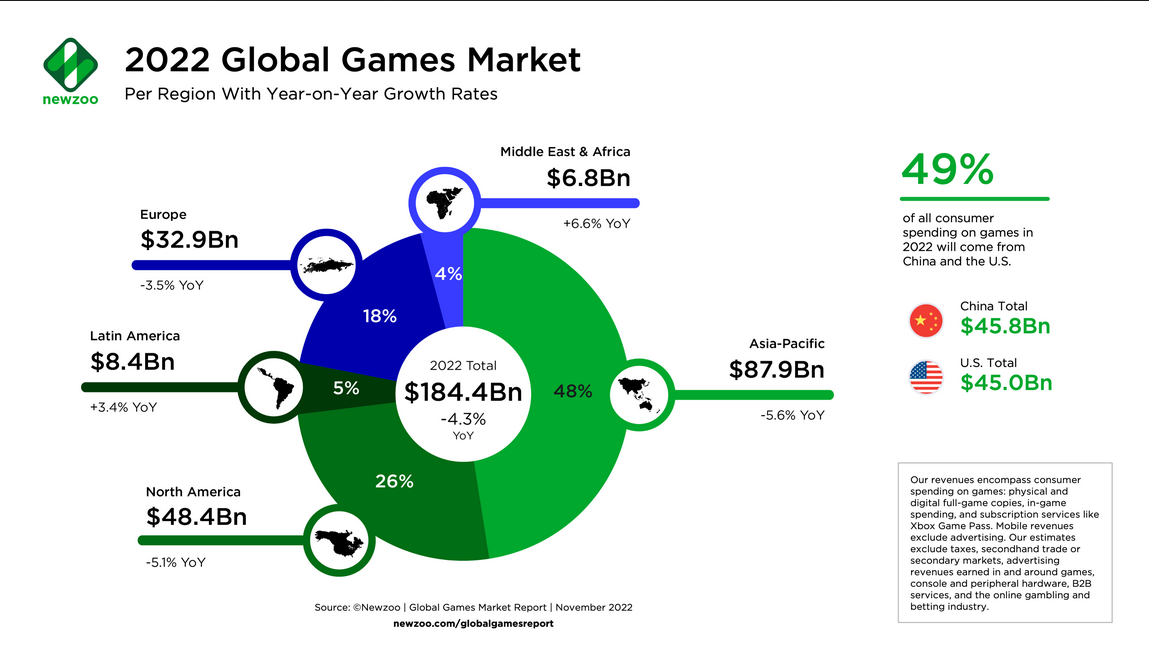 newzoo
2022 Global Games Market
Per Region With Year-on-Year Growth Rates
Middle East & Africa
$6.8Bn
+6.6% YoY
Europe
$32.9Bn
-3.5% YoY
Latin America
$8.4Bn
+3.4% YoY
North America
$48.4Bn
-5.1% YoY
Asia-Pacific
$87.9Bn
-5.6% YoY
4%
18%
5%
26%
48%
2022 Total
$184.4Bn
-4.3%
YoY
49%
of all consumer
spending on games in
2022 will come from
China and the U.S.
China Total
$45.8Bn
U.S. Total
$45.0Bn
Our revenues encompass consumer
spending on games: physical and
digital full-game copies, in-game
spending, and subscription services like
Xbox Game Pass. Mobile revenues
exclude advertising. Our estimates
exclude taxes, secondhand trade or
secondary markets, advertising
revenues earned in and around games,
console and peripheral hardware, B2B
services, and the online gambling and
betting industry.
Source: ©Newzoo | Global Games Market Report | November 2022
newzoo.com/globalgamesreport